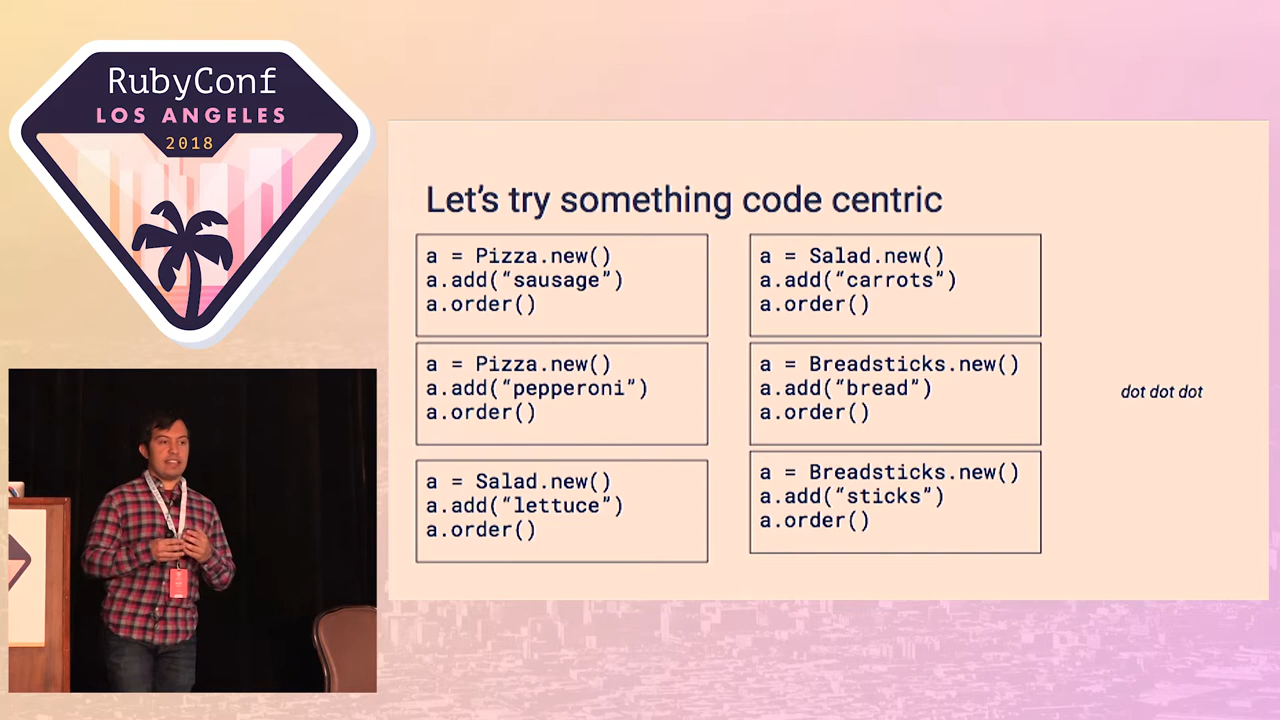 RubyConf
LOS ANGELES
2018
Let’s try something code centric
a = Pizza.new()
a.add(“sausage”)
a.order()
a = Pizza.new()
a.add(“pepperoni”)
a.order()
a = Salad.new()
a.add(“lettuce”)
a.order()
a = Salad.new()
a.add(“carrots”)
a.order()
a = Breadsticks.new()
a.add(“bread”)
a.order()
a = Breadsticks.new()
a.add(“sticks”)
a.order()
dot dot dot